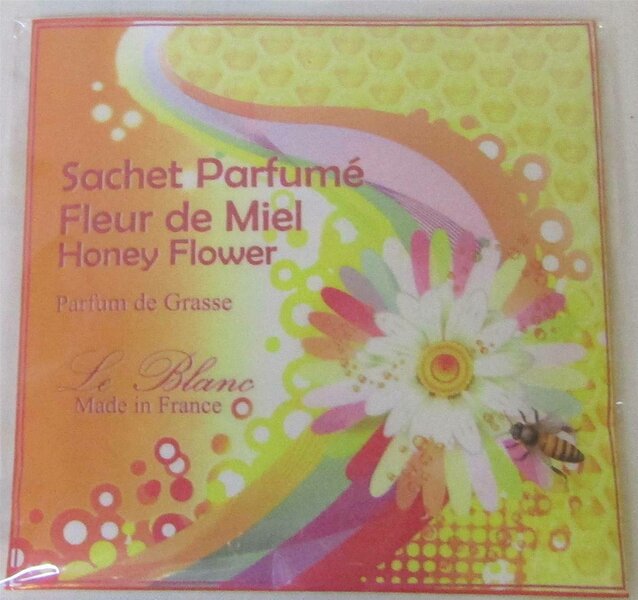 Sachet Parfumé
Fleur de Miel
Honey Flower
Parfum de Grasse
Le Blanc
Made in France